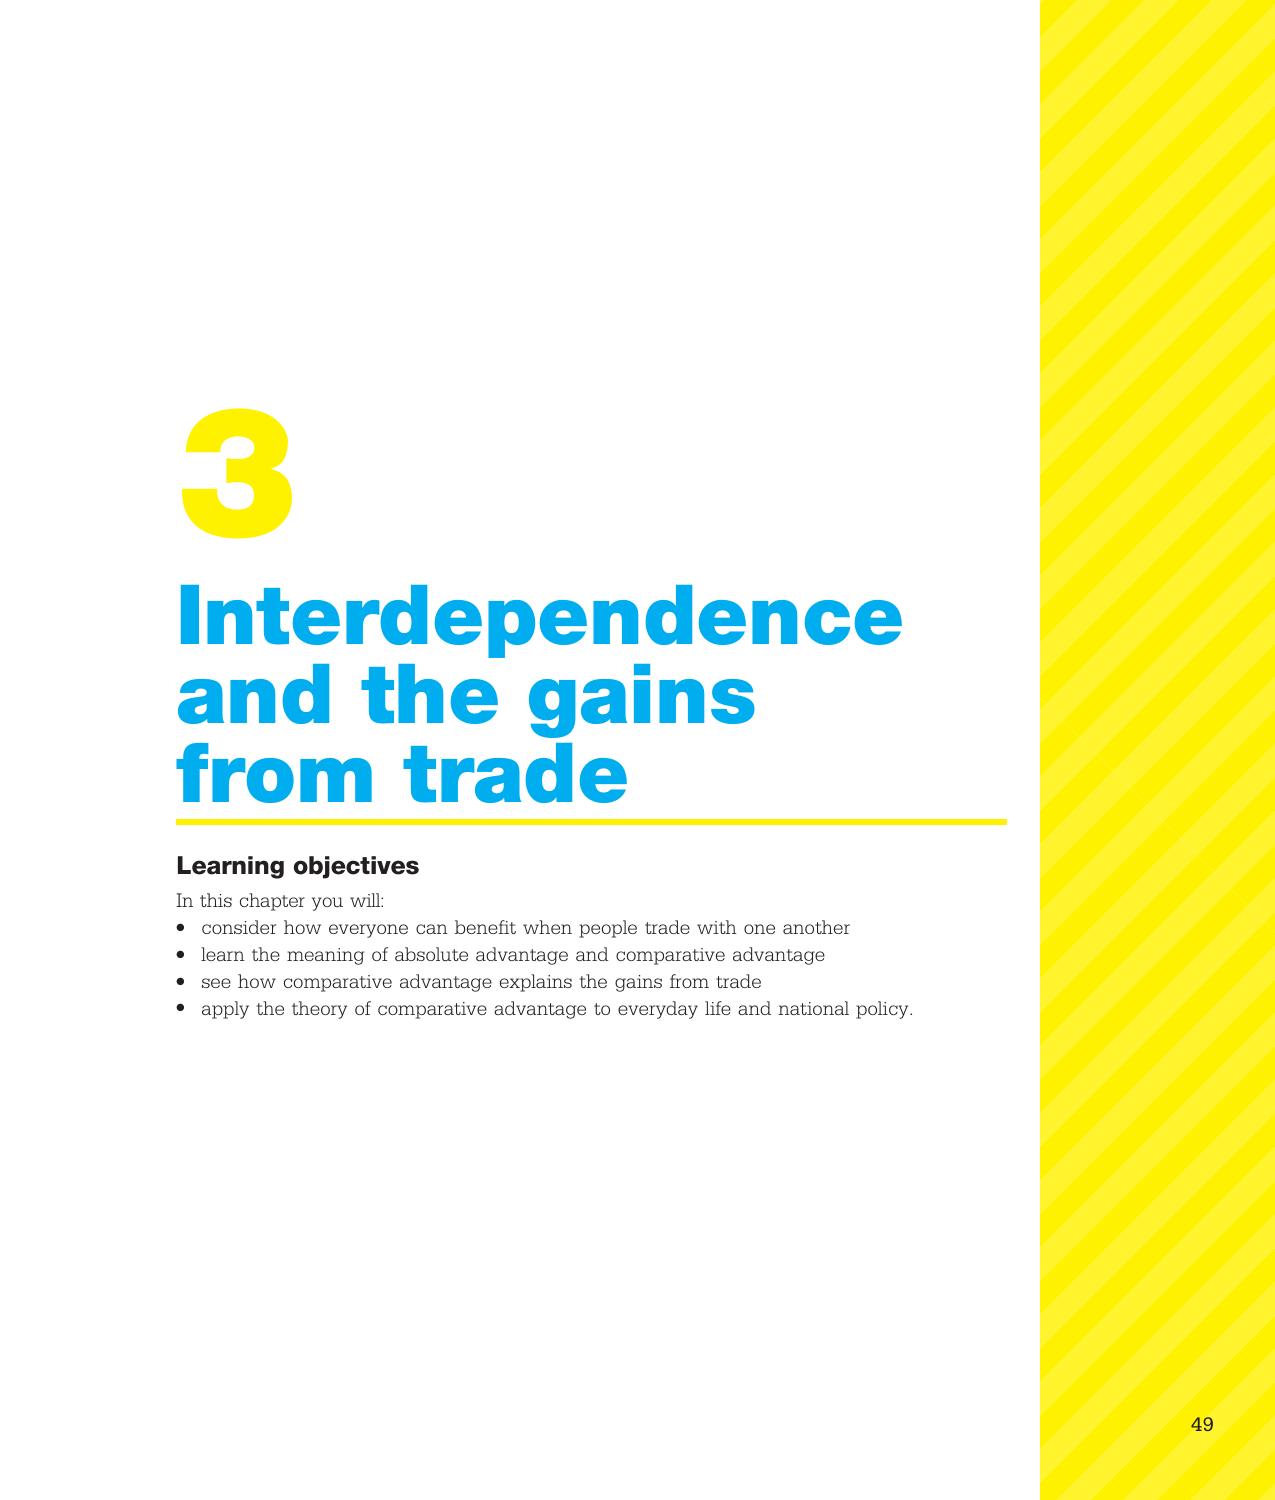 3
Interdependence
and the gains
from trade
Learning objectives
In this chapter you will:
• consider how everyone can benefit when people trade with one another
• learn the meaning of absolute advantage and comparative advantage
• see how comparative advantage explains the gains from trade
• apply the theory of comparative advantage to everyday life and national policy.
49